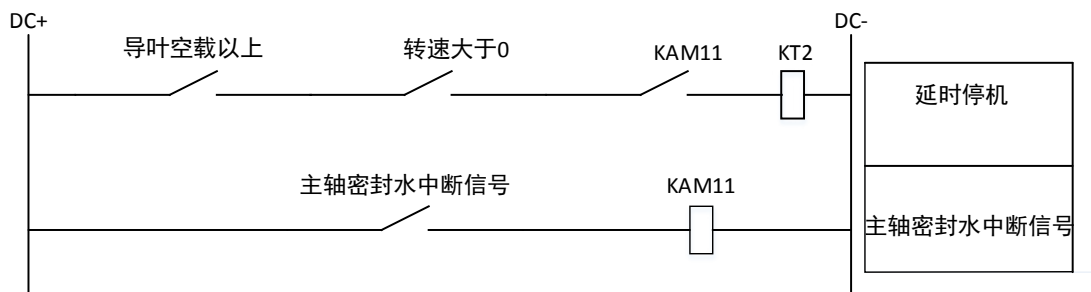 DC+
DC-
导叶空载以上
转速大于0
KAM11
KT2
延时停机
主轴密封水中断信号
KAM11
主轴密封水中断信号